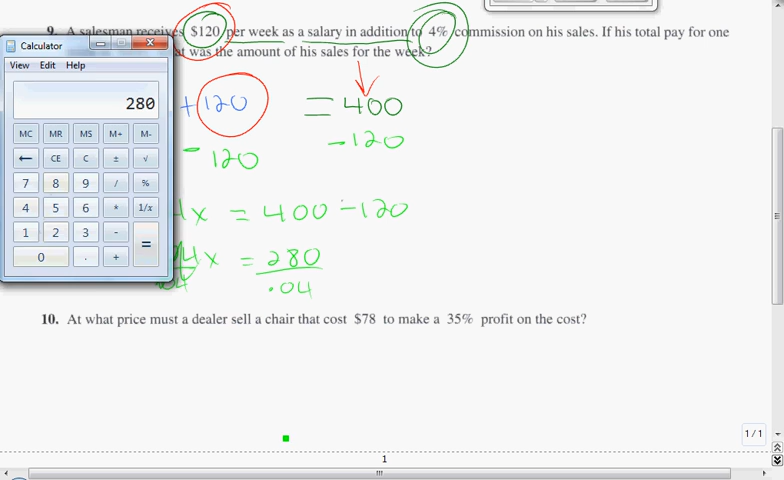 9. A salesman receives $120 per week as a salary in addition to 4% commission on his sales. If his total pay for one
at was the amount of his sales for the week?
Calculator
View Edit Help
280
MC MR MS M+ M-
← CE C ± √
7 8 9 / %
4 5 6 * 1/x
1 2 3 - =
0 . +
+120 = 400
-120 -120
4x = 400 - 120
4x = 280
.04 .04
10. At what price must a dealer sell a chair that cost $78 to make a 35% profit on the cost?
1 / 1
1